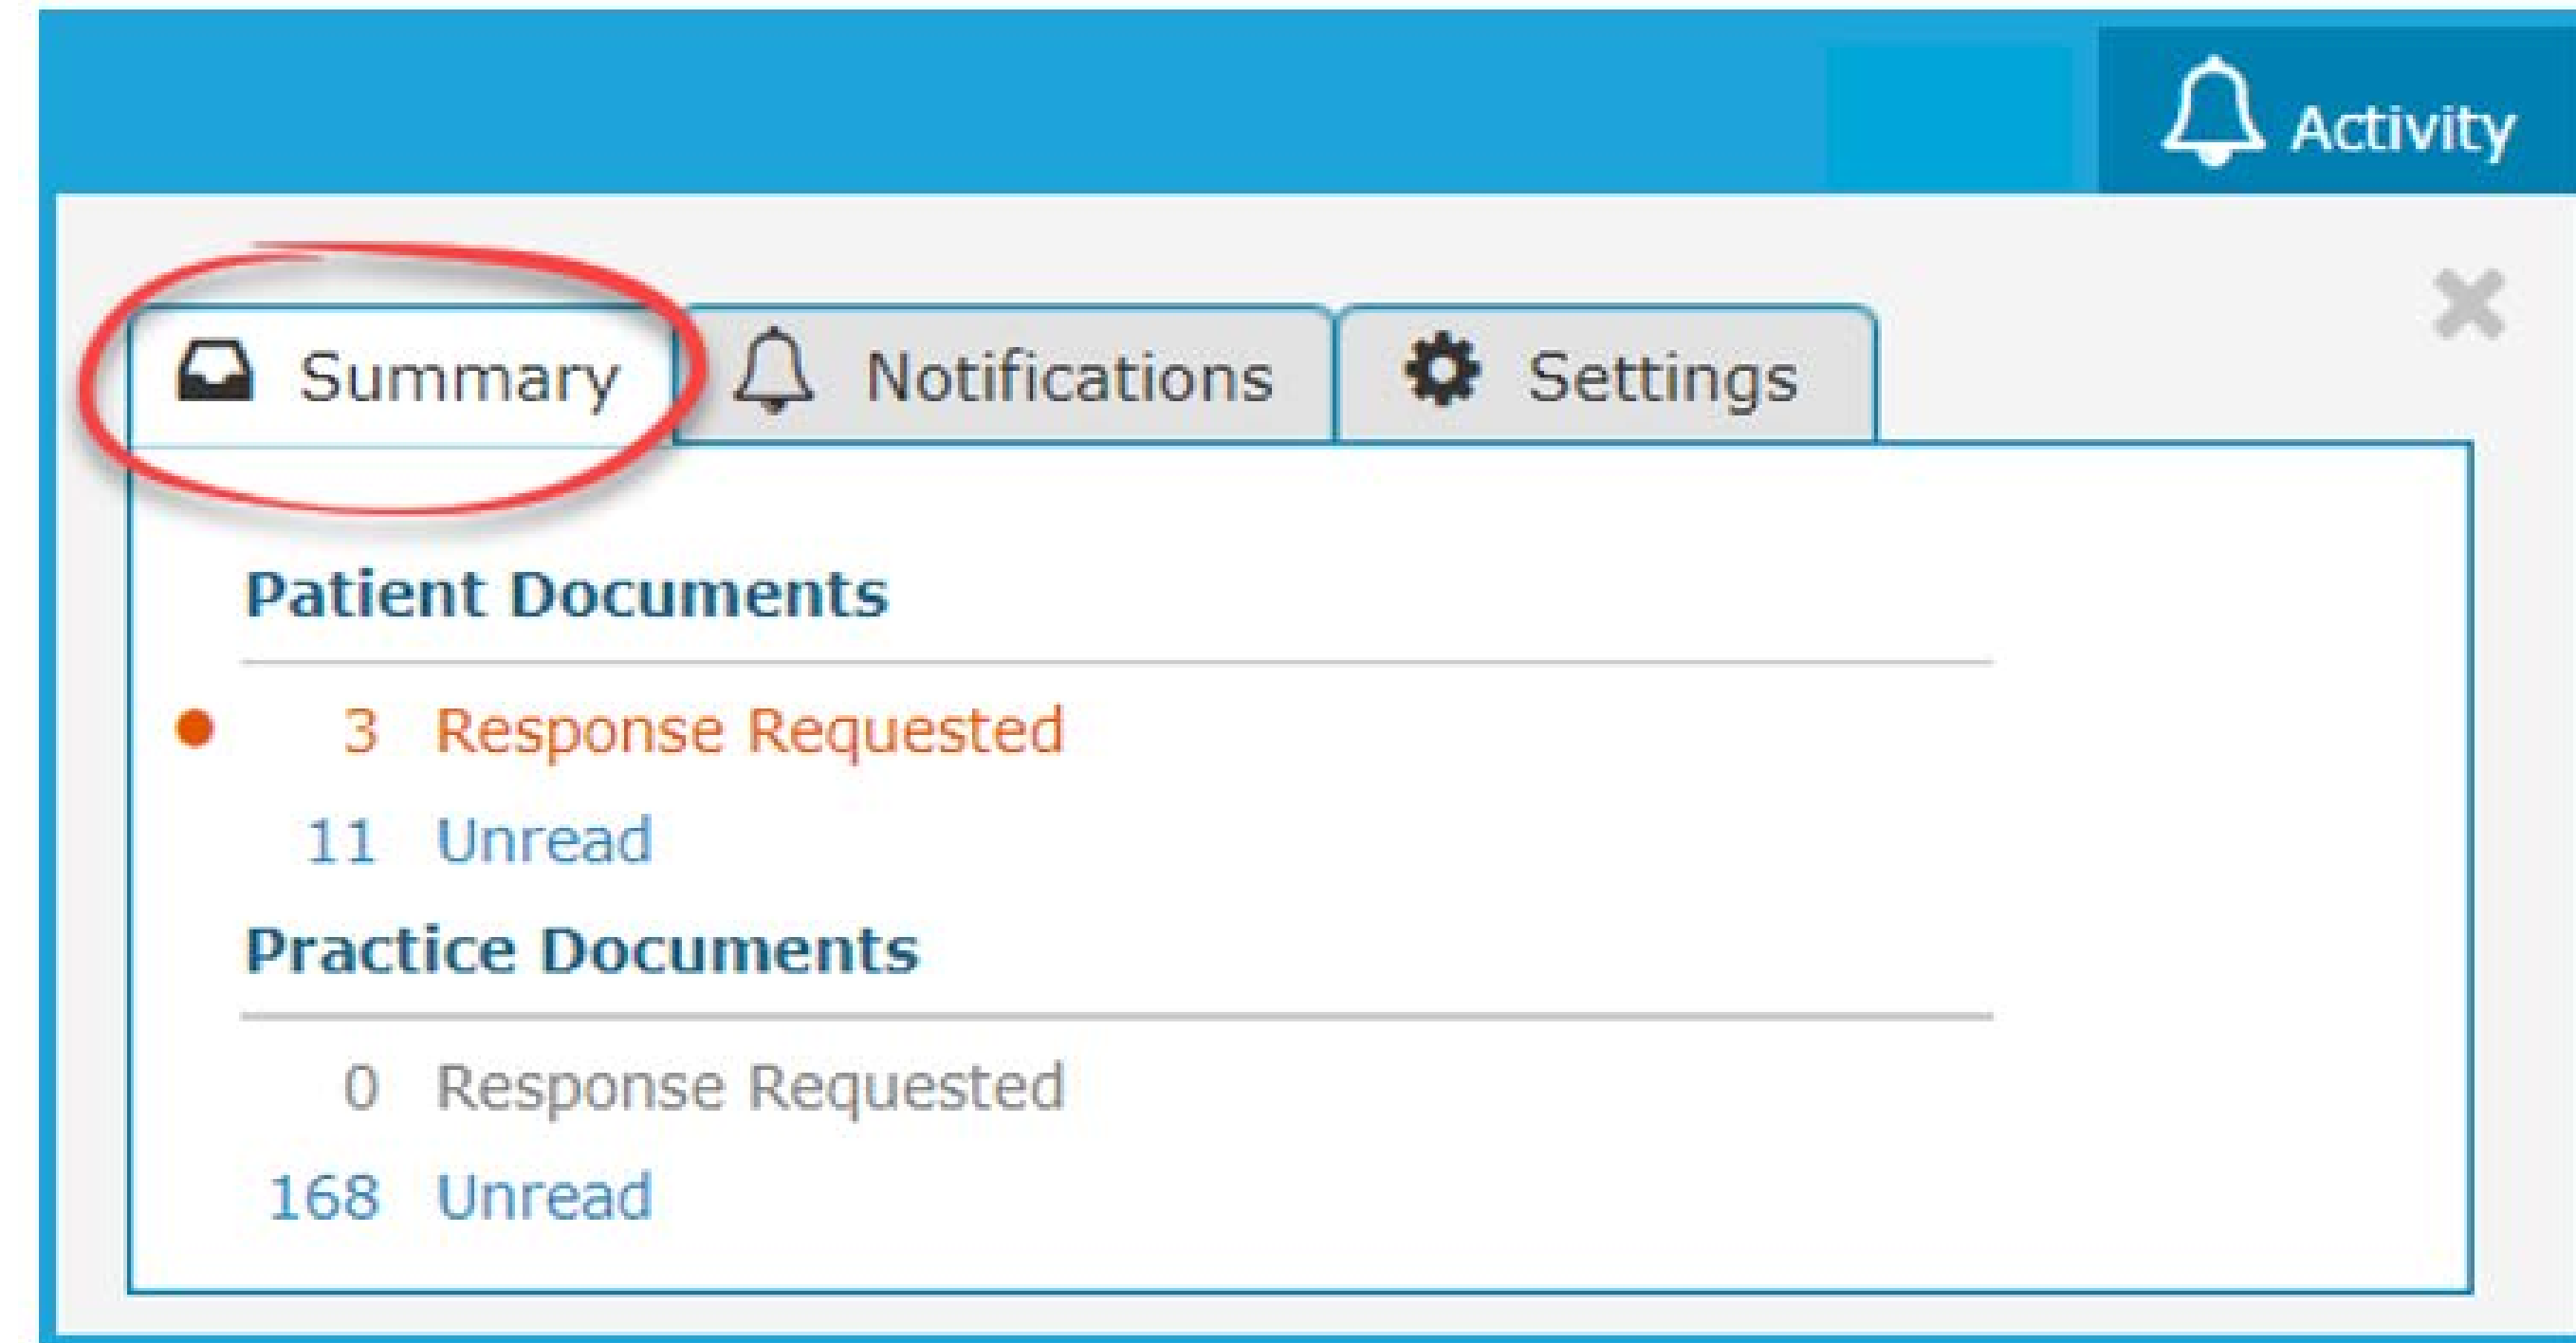 Activity
Summary Notifications Settings
Patient Documents
3 Response Requested
11 Unread
Practice Documents
0 Response Requested
168 Unread